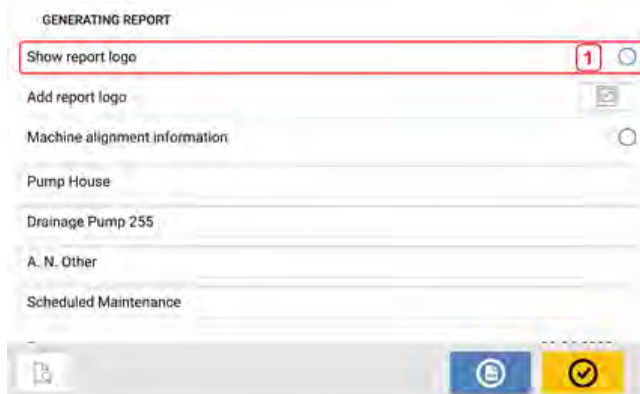 GENERATING REPORT
Show report logo 1
Add report logo
Machine alignment information
Pump House
Drainage Pump 255
A. N. Other
Scheduled Maintenance